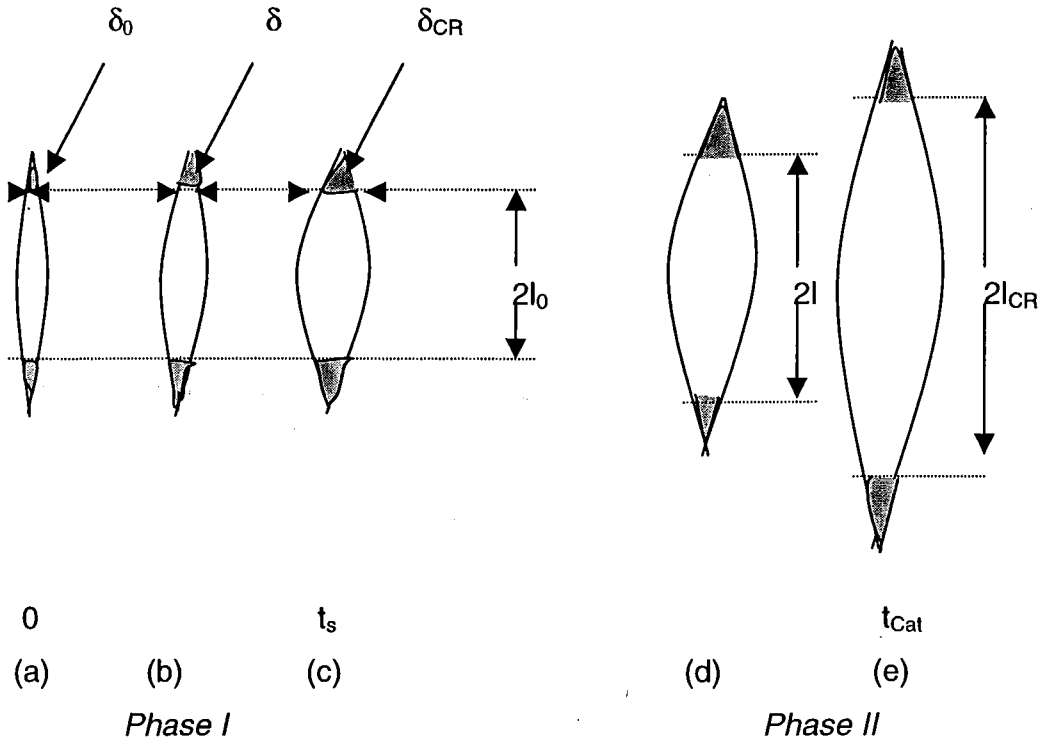 δ₀ δ δCR
2l₀ 2l 2lCR
0 ts tCat
(a) (b) (c) (d) (e)
Phase I Phase II